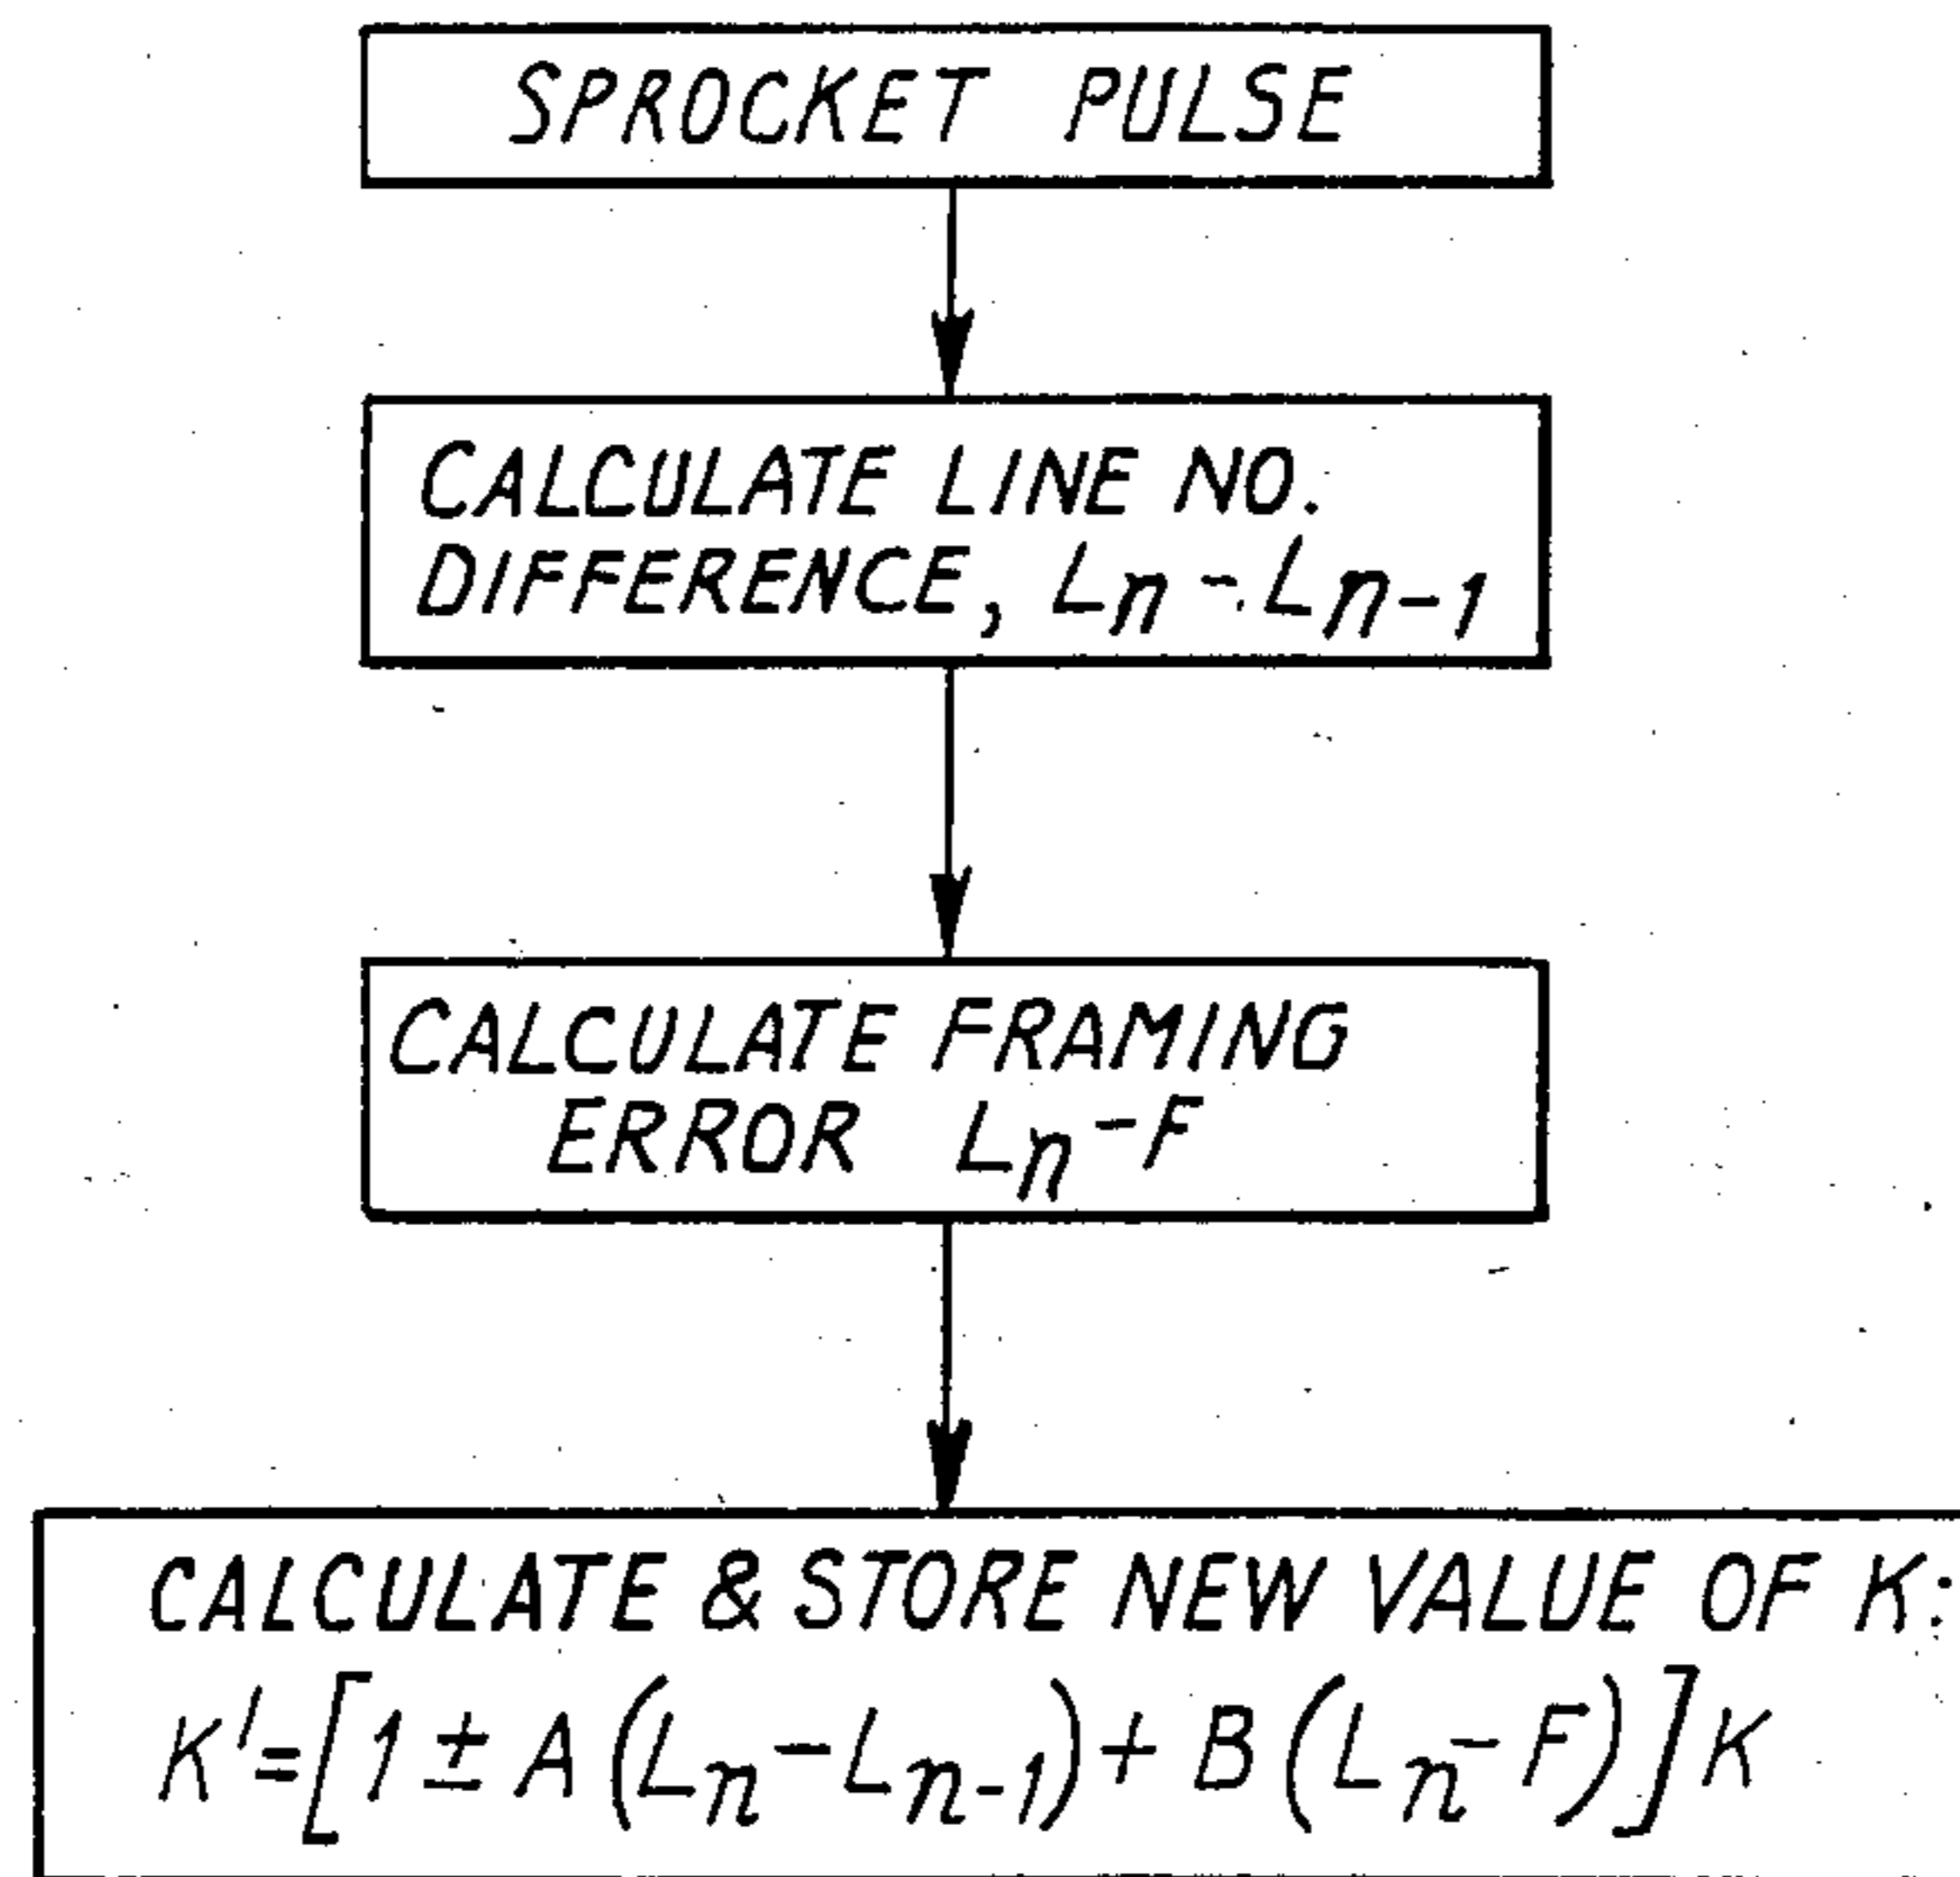 SPROCKET PULSE
CALCULATE LINE NO.
DIFFERENCE, Ln - Ln-1
CALCULATE FRAMING
ERROR Ln-F
CALCULATE & STORE NEW VALUE OF K:
K'=[1 ± A(Ln-Ln-1)+ B(Ln-F)]K